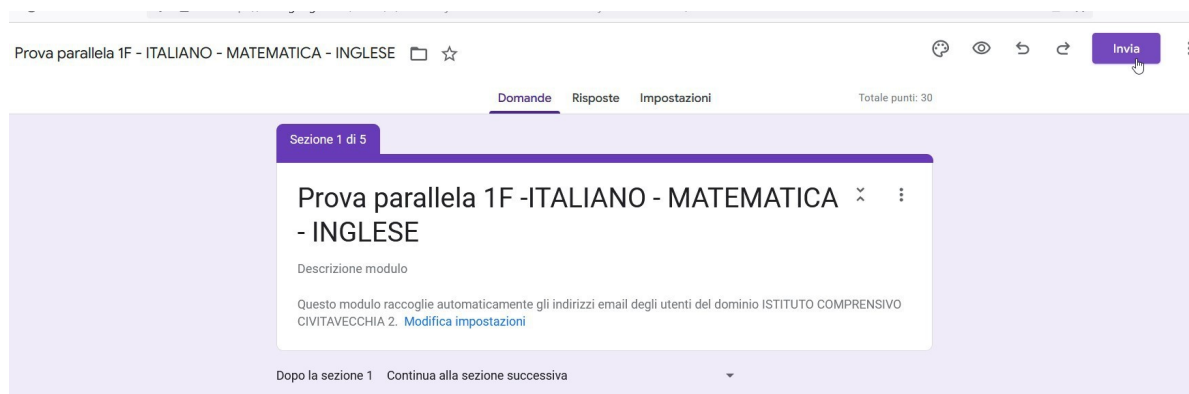 Prova parallela 1F - ITALIANO - MATEMATICA - INGLESE
Invia
Domande Risposte Impostazioni Totale punti: 30
Sezione 1 di 5
Prova parallela 1F -ITALIANO - MATEMATICA
- INGLESE
Descrizione modulo
Questo modulo raccoglie automaticamente gli indirizzi email degli utenti del dominio ISTITUTO COMPRENSIVO
CIVITAVECCHIA 2. Modifica impostazioni
Dopo la sezione 1 Continua alla sezione successiva